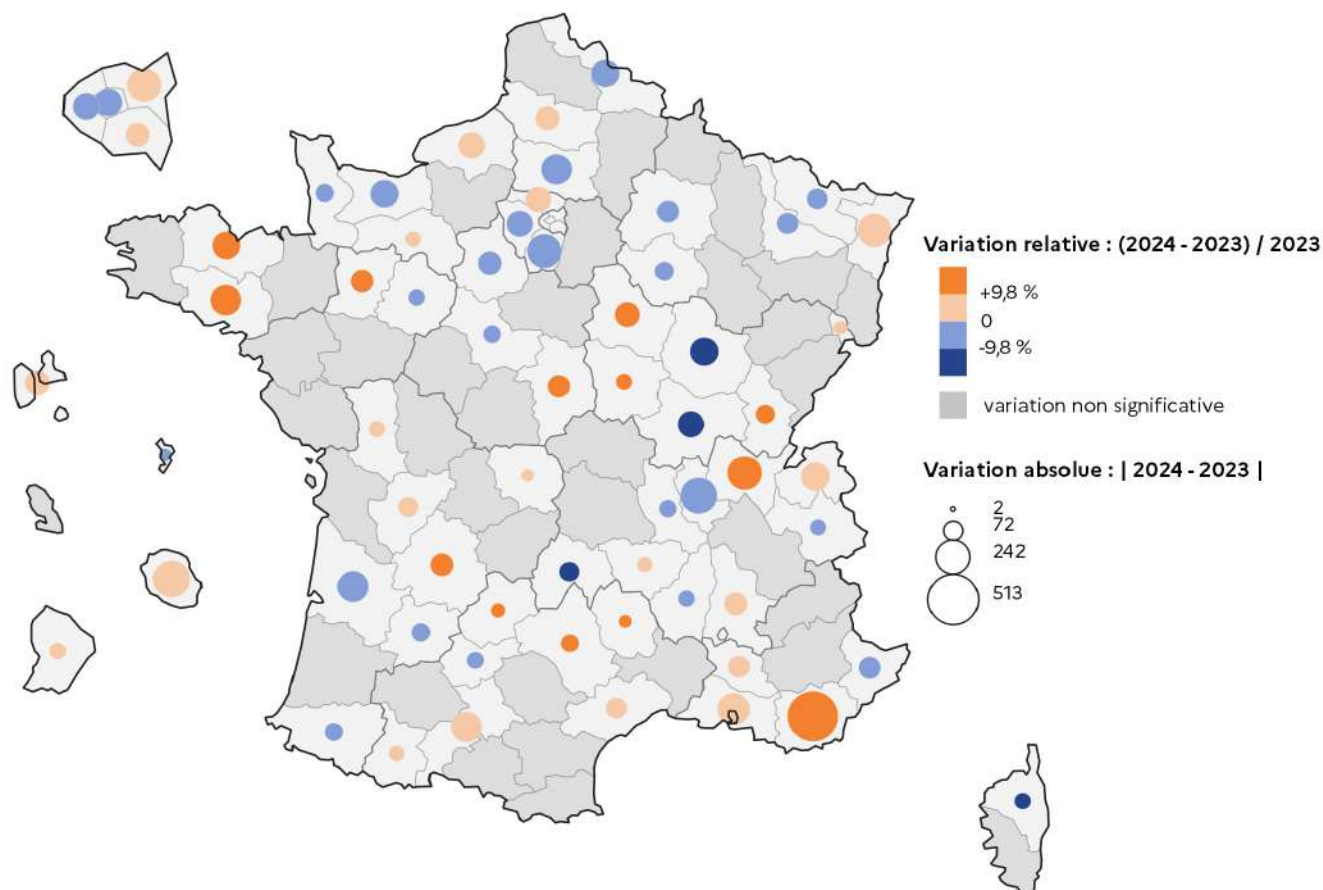 Variation relative : (2024 - 2023) / 2023
+9,8 %
0
-9,8 %
variation non significative
Variation absolue : | 2024 - 2023 |
2
72
242
513